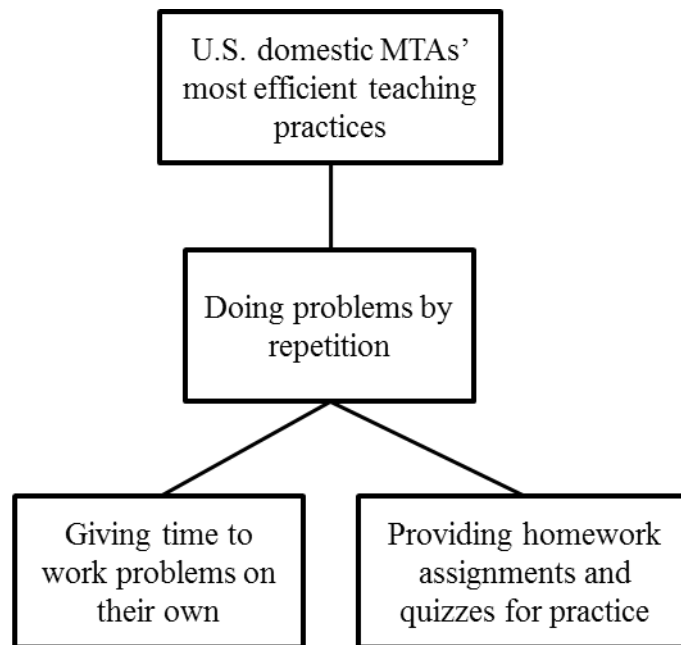 U.S. domestic MTAs’
most efficient teaching
practices
Doing problems by
repetition
Giving time to
work problems on
their own
Providing homework
assignments and
quizzes for practice